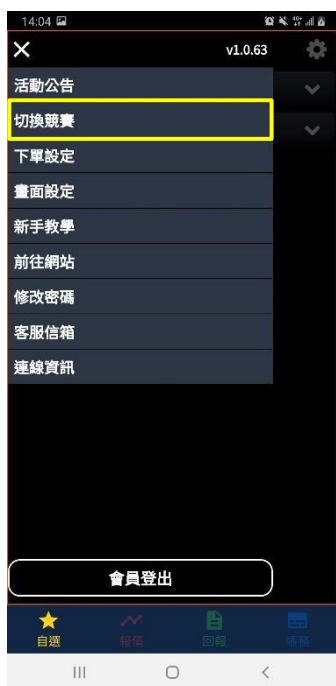 14:04
v1.0.63
活動公告
切換競賽
下單設定
畫面設定
新手教學
前往網站
修改密碼
客服信箱
連線資訊
會員登出
自選
報價
回報
帳務